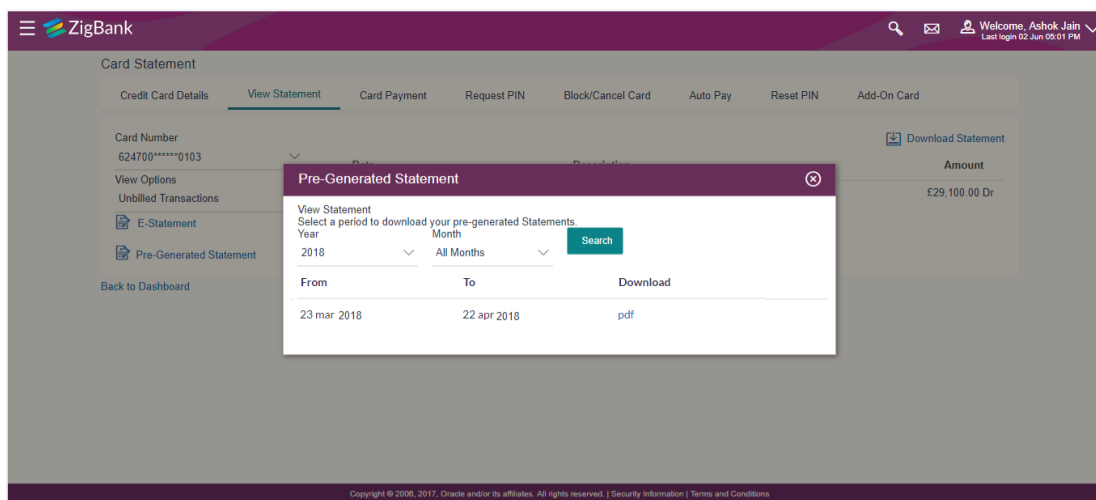 ZigBank
Welcome, Ashok Jain
Last login 02 Jun 05:01 PM
Card Statement
Credit Card Details View Statement Card Payment Request PIN Block/Cancel Card Auto Pay Reset PIN Add-On Card
Card Number
624700*****0103
Download Statement
Date Description Amount
View Options
Unbilled Transactions
£29,100.00 Dr
E-Statement
Pre-Generated Statement
Back to Dashboard
Pre-Generated Statement
View Statement
Select a period to download your pre-generated Statements.
Year Month
2018 All Months Search
From To Download
23 mar 2018 22 apr 2018 pdf
Copyright © 2006, 2017, Oracle and/or its affiliates. All rights reserved. | Security Information | Terms and Conditions